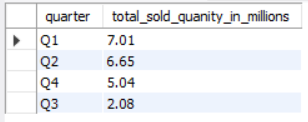 quarter total_sold_quanity_in_millions
Q1 7.01
Q2 6.65
Q4 5.04
Q3 2.08